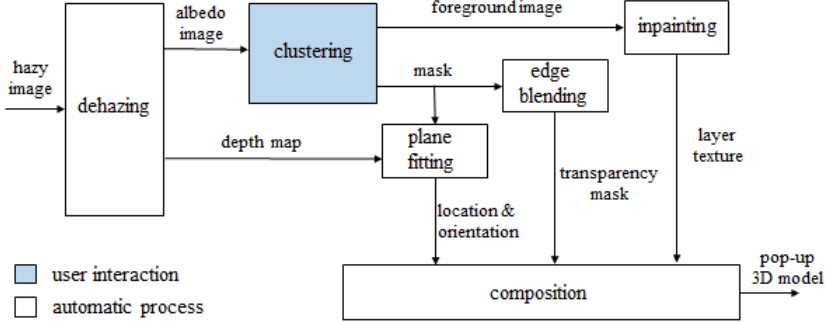 albedo
image
foreground image
hazy
image
dehazing
clustering
inpainting
mask
edge
blending
depth map
plane
fitting
layer
texture
transparency
mask
location &
orientation
user interaction
automatic process
composition
pop-up
3D model